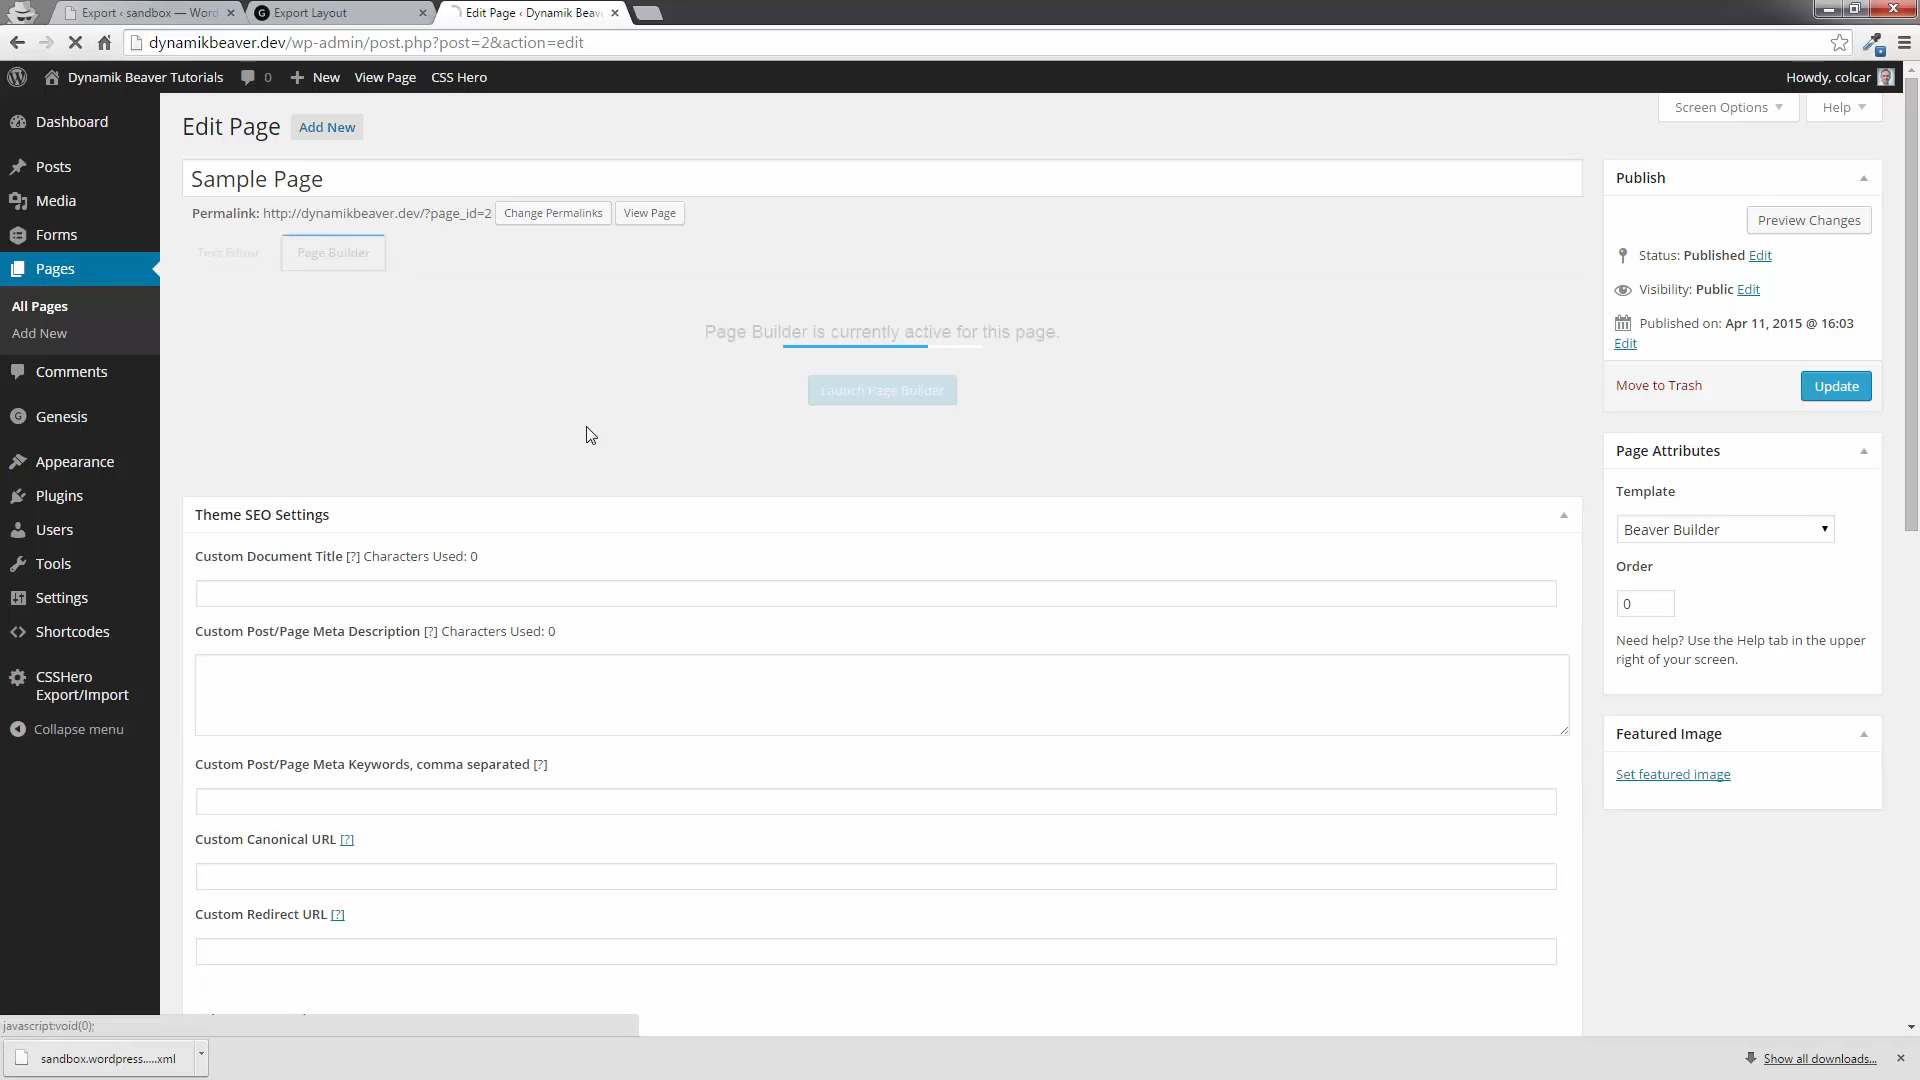 Export ‹ sandbox — Word
Export Layout
Edit Page ‹ Dynamik Beav
dynamikbeaver.dev/wp-admin/post.php?post=2&action=edit
Dynamik Beaver Tutorials
0
New
View Page
CSS Hero
Howdy, colcar
Screen Options
Help
Dashboard
Posts
Media
Forms
Pages
All Pages
Add New
Comments
Genesis
Appearance
Plugins
Users
Tools
Settings
Shortcodes
CSSHero
Export/Import
Collapse menu
Edit Page
Add New
Sample Page
Permalink: http://dynamikbeaver.dev/?page_id=2
Change Permalinks
View Page
Text Editor
Page Builder
Page Builder is currently active for this page.
Launch Page Builder
Theme SEO Settings
Custom Document Title [?] Characters Used: 0
Custom Post/Page Meta Description [?] Characters Used: 0
Custom Post/Page Meta Keywords, comma separated [?]
Custom Canonical URL [?]
Custom Redirect URL [?]
Publish
Preview Changes
Status: Published Edit
Visibility: Public Edit
Published on: Apr 11, 2015 @ 16:03
Edit
Move to Trash
Update
Page Attributes
Template
Beaver Builder
Order
0
Need help? Use the Help tab in the upper
right of your screen.
Featured Image
Set featured image
javascript:void(0);
sandbox.wordpress.....xml
Show all downloads...